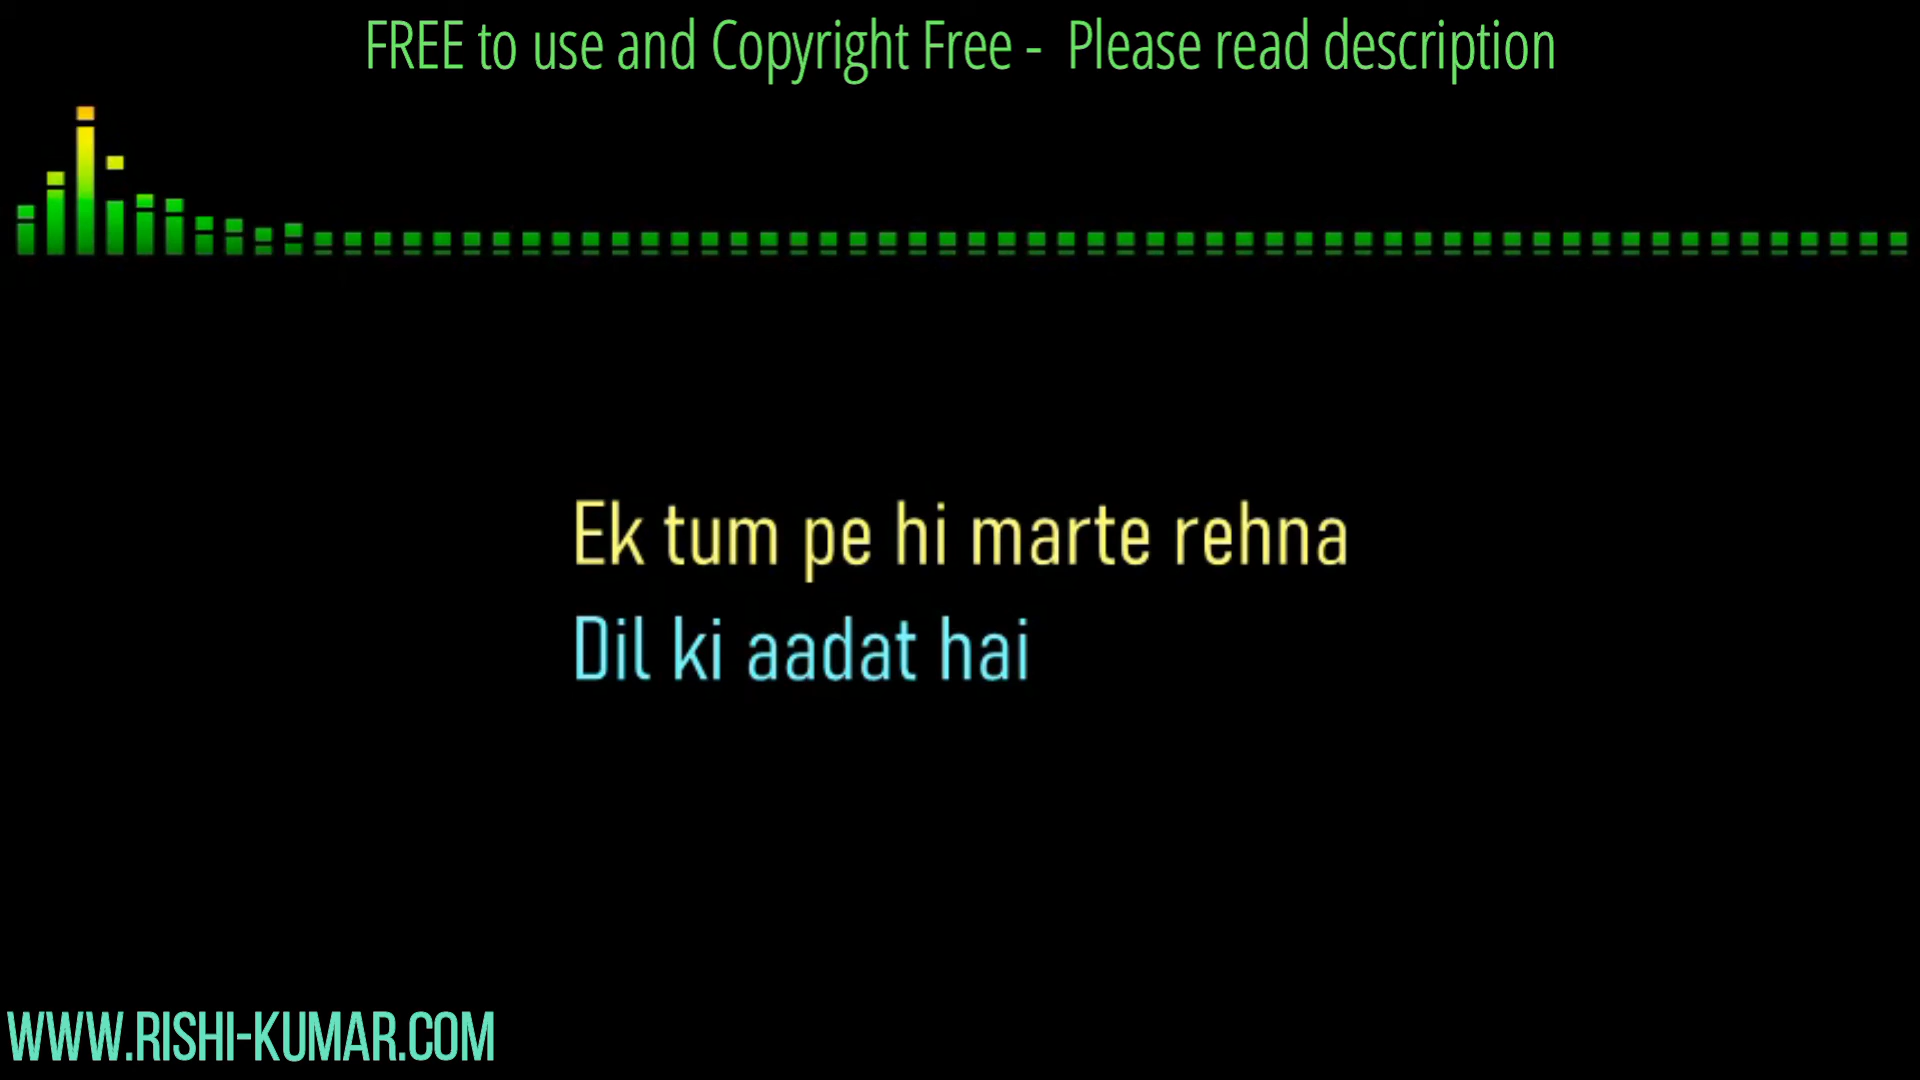 FREE to use and Copyright Free - Please read description
Ek tum pe hi marte rehna
Dil ki aadat hai
WWW.RISHI-KUMAR.COM